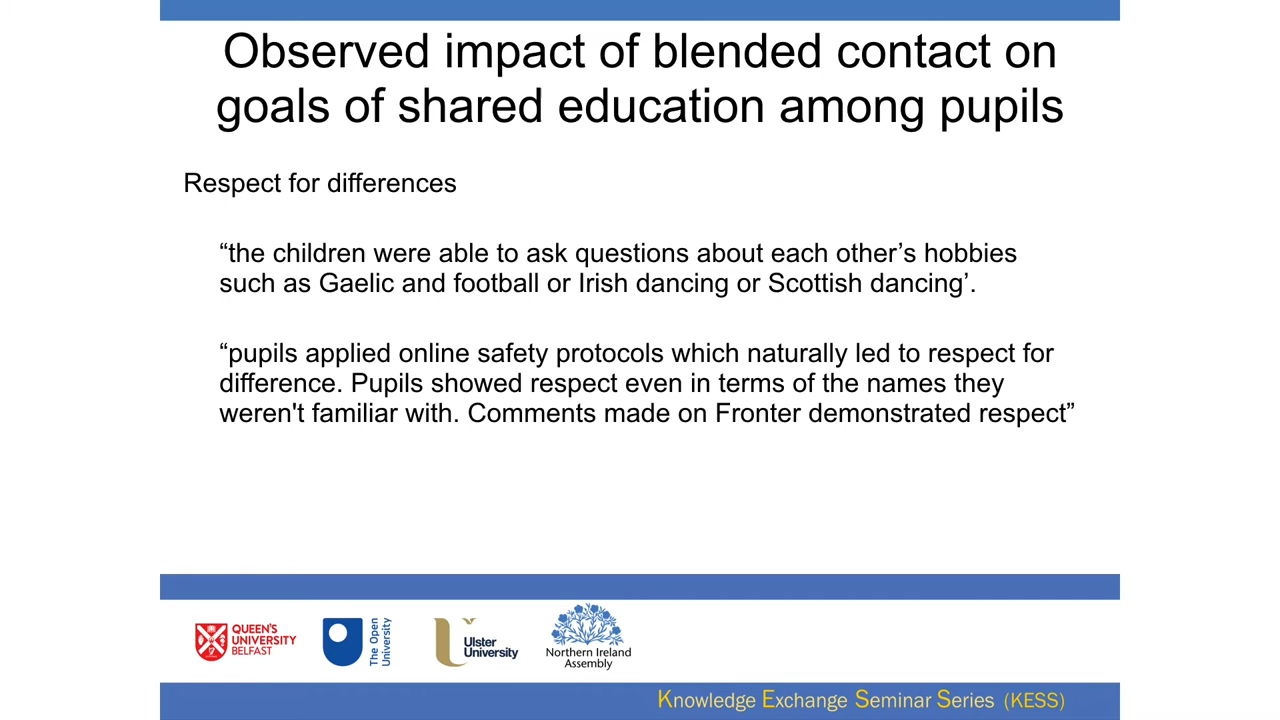 Observed impact of blended contact on
goals of shared education among pupils
Respect for differences
“the children were able to ask questions about each other’s hobbies
such as Gaelic and football or Irish dancing or Scottish dancing’.
“pupils applied online safety protocols which naturally led to respect for
difference. Pupils showed respect even in terms of the names they
weren't familiar with. Comments made on Fronter demonstrated respect”
QUEEN'S
UNIVERSITY
BELFAST
The Open
University
Ulster
University
Northern Ireland
Assembly
Knowledge Exchange Seminar Series (KESS)